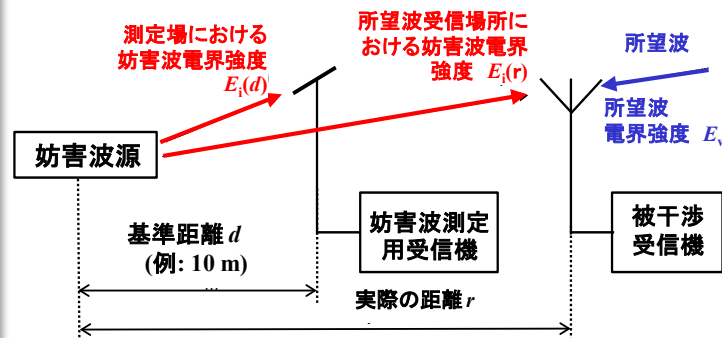 測定場における
妨害波電界強度
Ei(d)
所望波受信場所に
おける妨害波電界
強度 Ei(r)
所望波
所望波
電界強度 Ew
妨害波源
基準距離 d
(例: 10 m)
妨害波測定
用受信機
被干渉
受信機
実際の距離 r